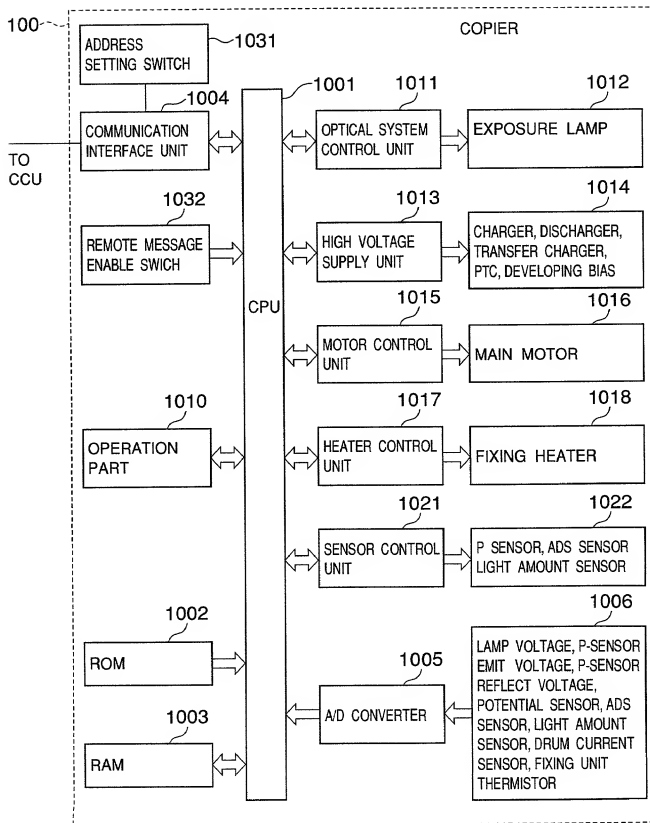 100
COPIER
1031
ADDRESS
SETTING SWITCH
1004
COMMUNICATION
INTERFACE UNIT
TO
CCU
1032
REMOTE MESSAGE
ENABLE SWICH
1010
OPERATION
PART
1002
ROM
1003
RAM
1001
CPU
1011
OPTICAL SYSTEM
CONTROL UNIT
1012
EXPOSURE LAMP
1013
HIGH VOLTAGE
SUPPLY UNIT
1014
CHARGER, DISCHARGER,
TRANSFER CHARGER,
PTC, DEVELOPING BIAS
1015
MOTOR CONTROL
UNIT
1016
MAIN MOTOR
1017
HEATER CONTROL
UNIT
1018
FIXING HEATER
1021
SENSOR CONTROL
UNIT
1022
P SENSOR, ADS SENSOR
LIGHT AMOUNT SENSOR
1005
A/D CONVERTER
1006
LAMP VOLTAGE, P-SENSOR
EMIT VOLTAGE, P-SENSOR
REFLECT VOLTAGE,
POTENTIAL SENSOR, ADS
SENSOR, LIGHT AMOUNT
SENSOR, DRUM CURRENT
SENSOR, FIXING UNIT
THERMISTOR